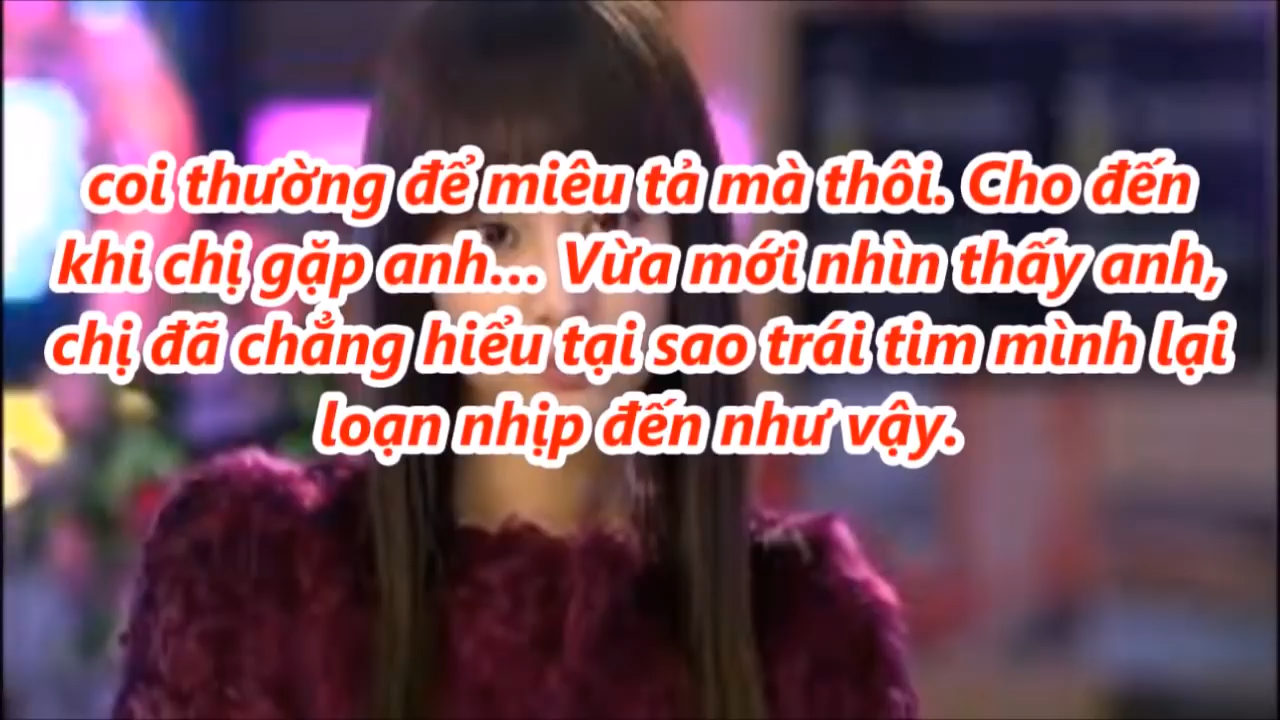 coi thường để miêu tả mà thôi. Cho đến
khi chị gặp anh... Vừa mới nhìn thấy anh,
chị đã chẳng hiểu tại sao trái tim mình lại
loạn nhịp đến như vậy.